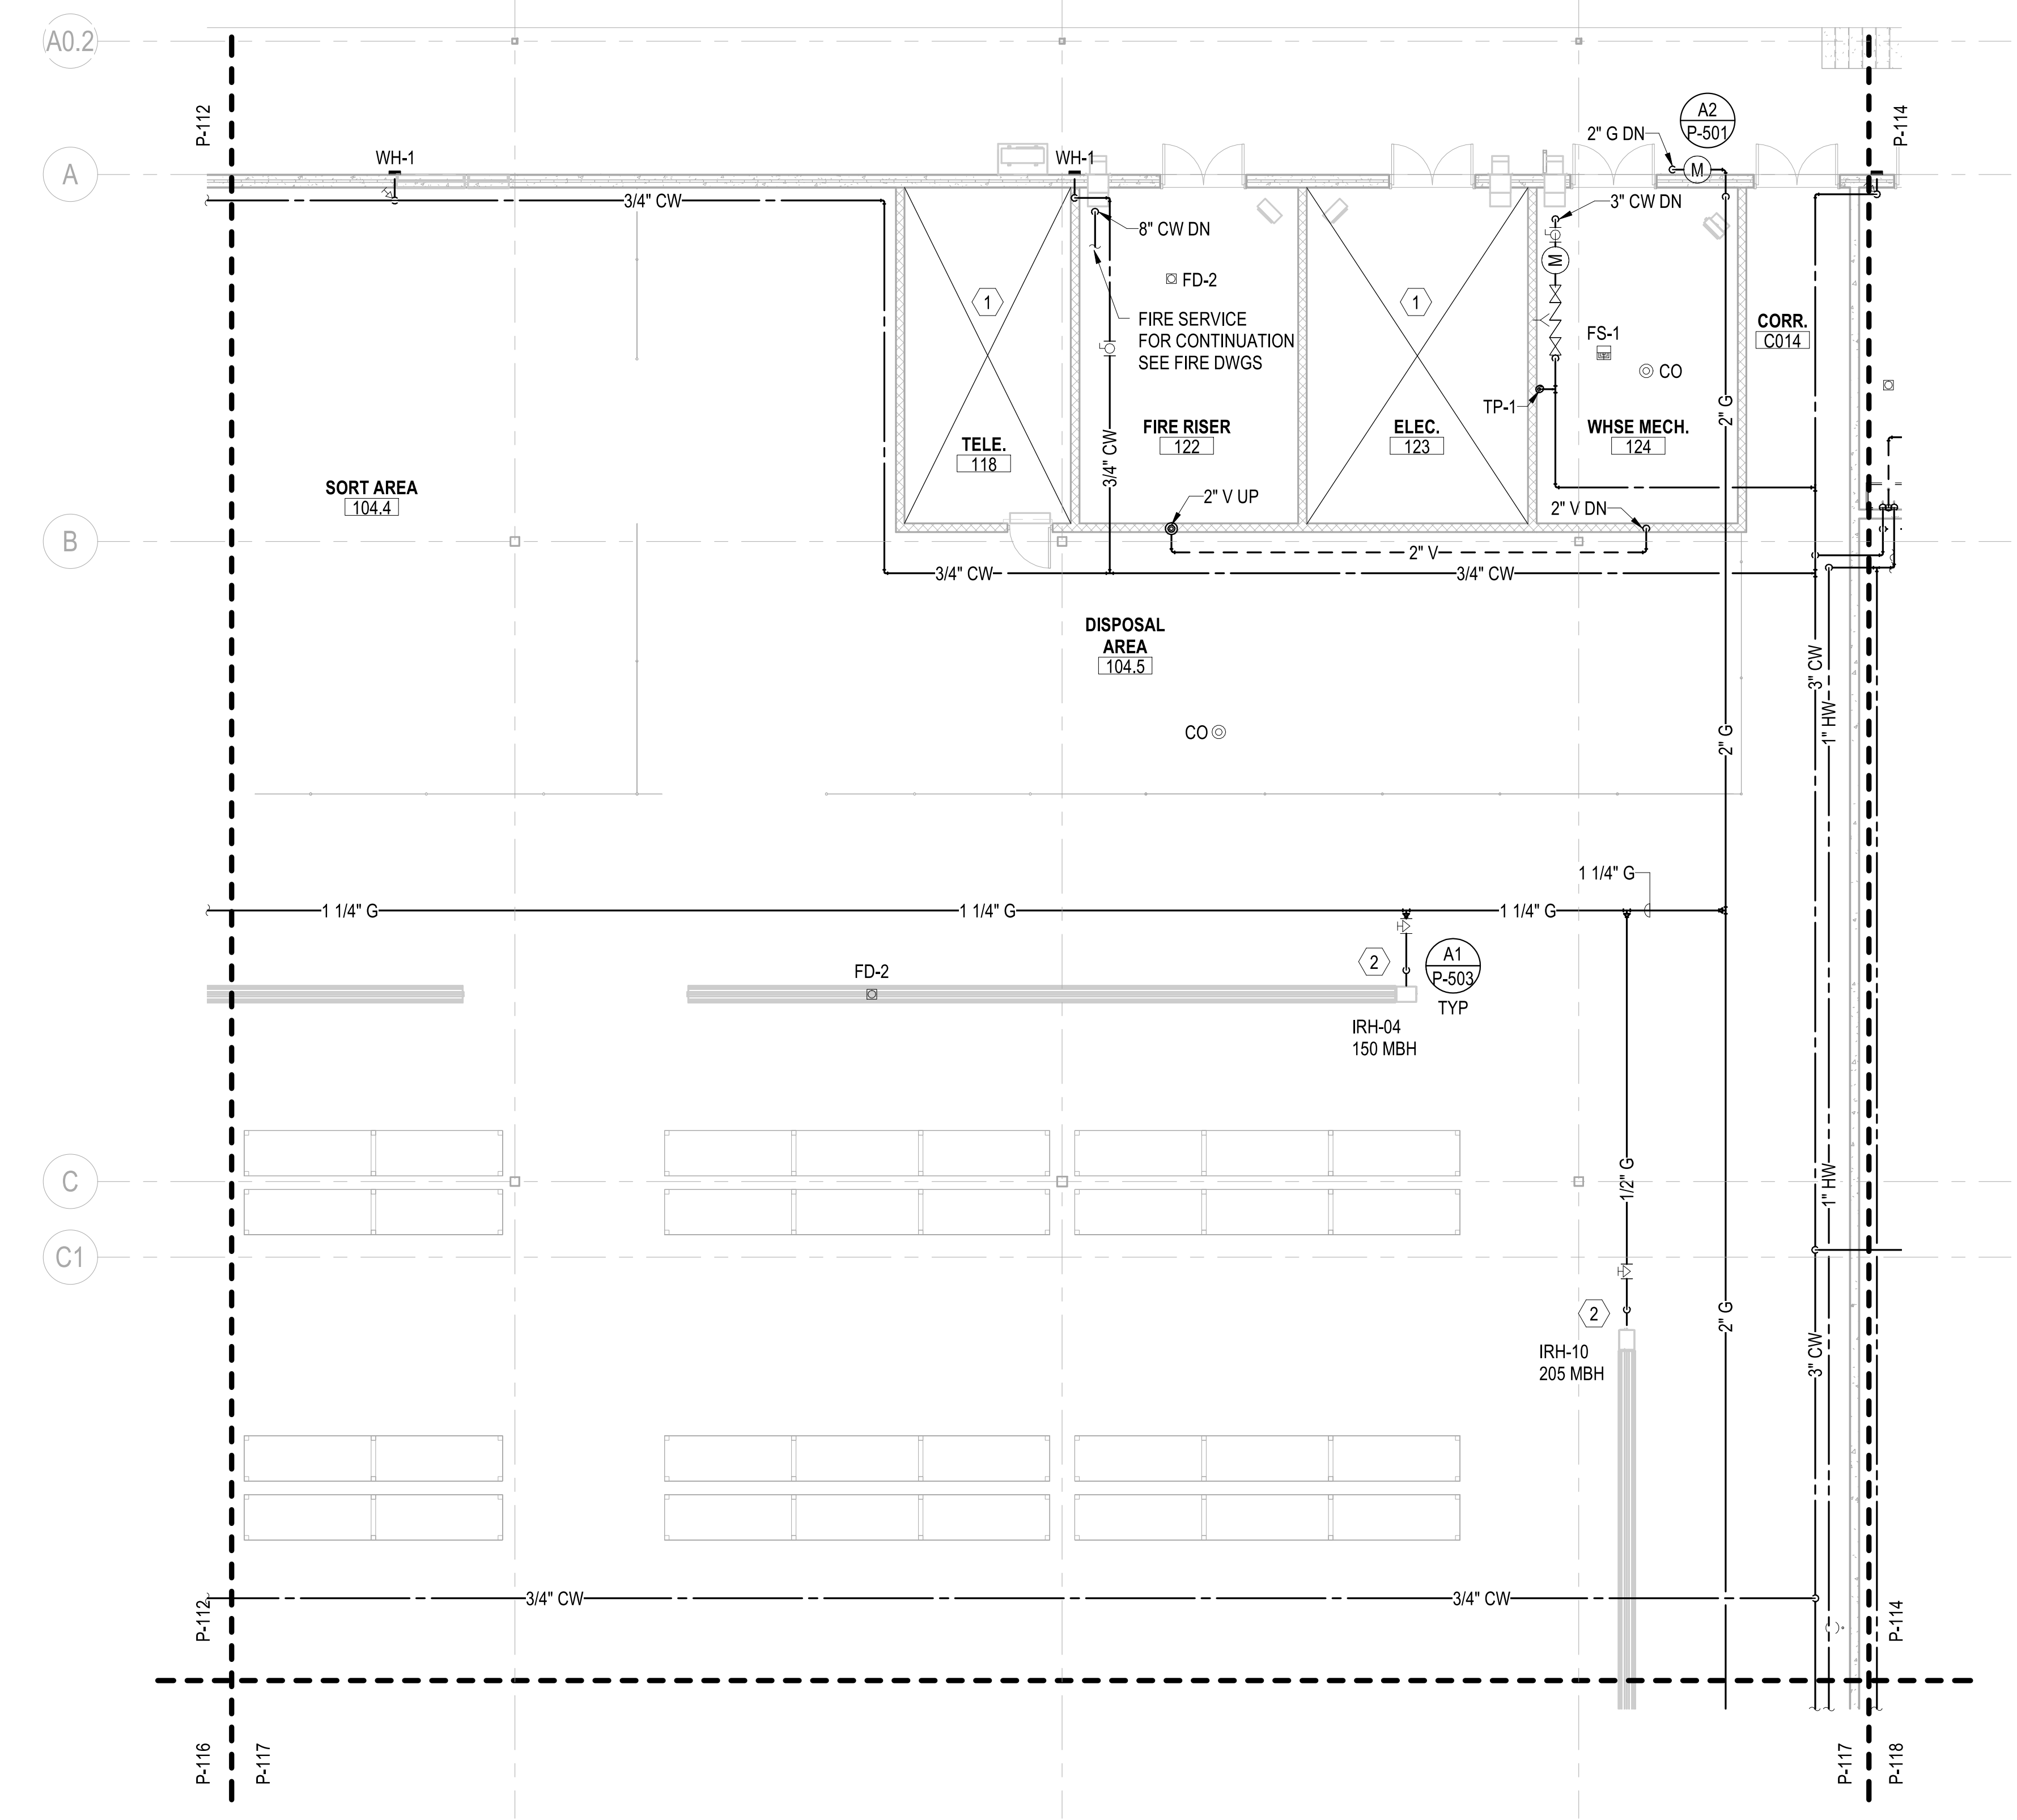 A0.2
P-112
P-114
A2
P-501
2" G DN
M
WH-1
WH-1
A
3/4" CW
3" CW DN
8" CW DN
M
FD-2
1
1
FIRE SERVICE
FOR CONTINUATION
SEE FIRE DWGS
CORR.
C014
FS-1
CO
TP-1
2" G
FIRE RISER
122
ELEC.
123
WHSE MECH.
124
TELE.
118
3/4" CW
SORT AREA
104.4
2" V UP
2" V DN
B
2" V
3/4" CW
3/4" CW
DISPOSAL
AREA
104.5
3" CW
1" HW
CO
2" G
1 1/4" G
1 1/4" G
1 1/4" G
1 1/4" G
2
A1
P-503
TYP
FD-2
IRH-04
150 MBH
C
1/2" G
1" HW
C1
2
2" G
IRH-10
205 MBH
3" CW
3/4" CW
3/4" CW
P-112
P-114
P-116
P-117
P-117
P-118